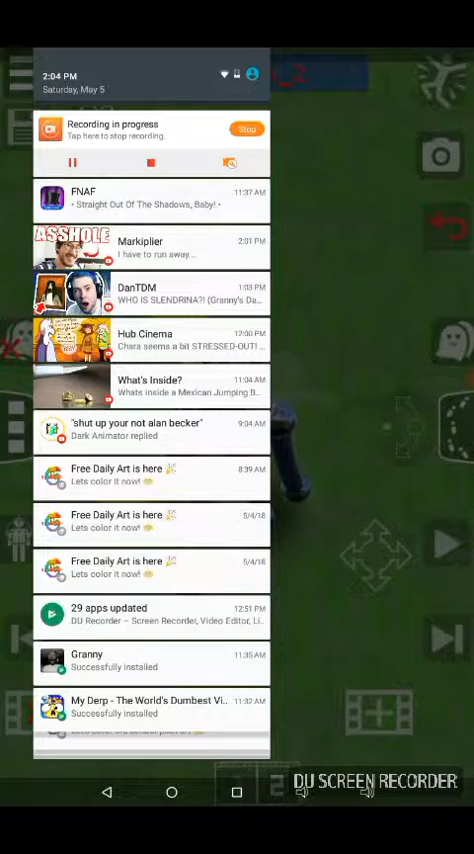 2:04 PM
Saturday, May 5
_2
Recording in progress
Tap here to stop recording.
Stop
FNAF
11:37 AM
• Straight Out Of The Shadows, Baby! •
ASSHOLE
Markiplier
2:01 PM
I have to run away...
DanTDM
1:03 PM
WHO IS SLENDRINA?! (Granny's Da...
Hub Cinema
12:00 PM
Chara seems a bit STRESSED-OUT! ...
What's Inside?
11:04 AM
Whats inside a Mexican Jumping B...
"shut up your not alan becker"
9:04 AM
Dark Animator replied
Free Daily Art is here 🎉
8:39 AM
Lets color it now! 😁
Free Daily Art is here 🎉
5/4/18
Lets color it now! 😁
Free Daily Art is here 🎉
5/4/18
Lets color it now! 😁
29 apps updated
12:51 PM
DU Recorder – Screen Recorder, Video Editor, Li..
Granny
11:35 AM
Successfully installed
My Derp - The World's Dumbest Vi..
11:32 AM
Successfully installed
DU SCREEN RECORDER